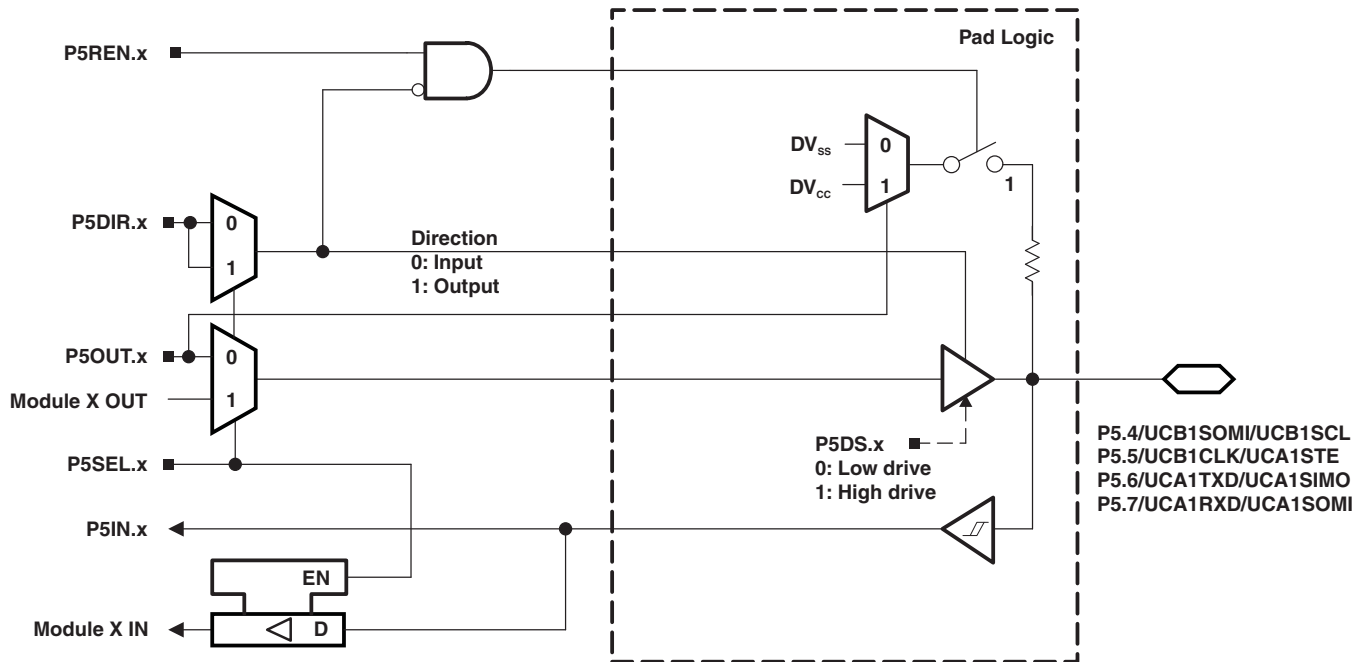 Pad Logic
P5REN.x
DVss
0
DVcc
1
1
P5DIR.x
0
1
Direction
0: Input
1: Output
P5OUT.x
0
Module X OUT
1
P5SEL.x
P5DS.x
0: Low drive
1: High drive
P5.4/UCB1SOMI/UCB1SCL
P5.5/UCB1CLK/UCA1STE
P5.6/UCA1TXD/UCA1SIMO
P5.7/UCA1RXD/UCA1SOMI
P5IN.x
EN
Module X IN
D